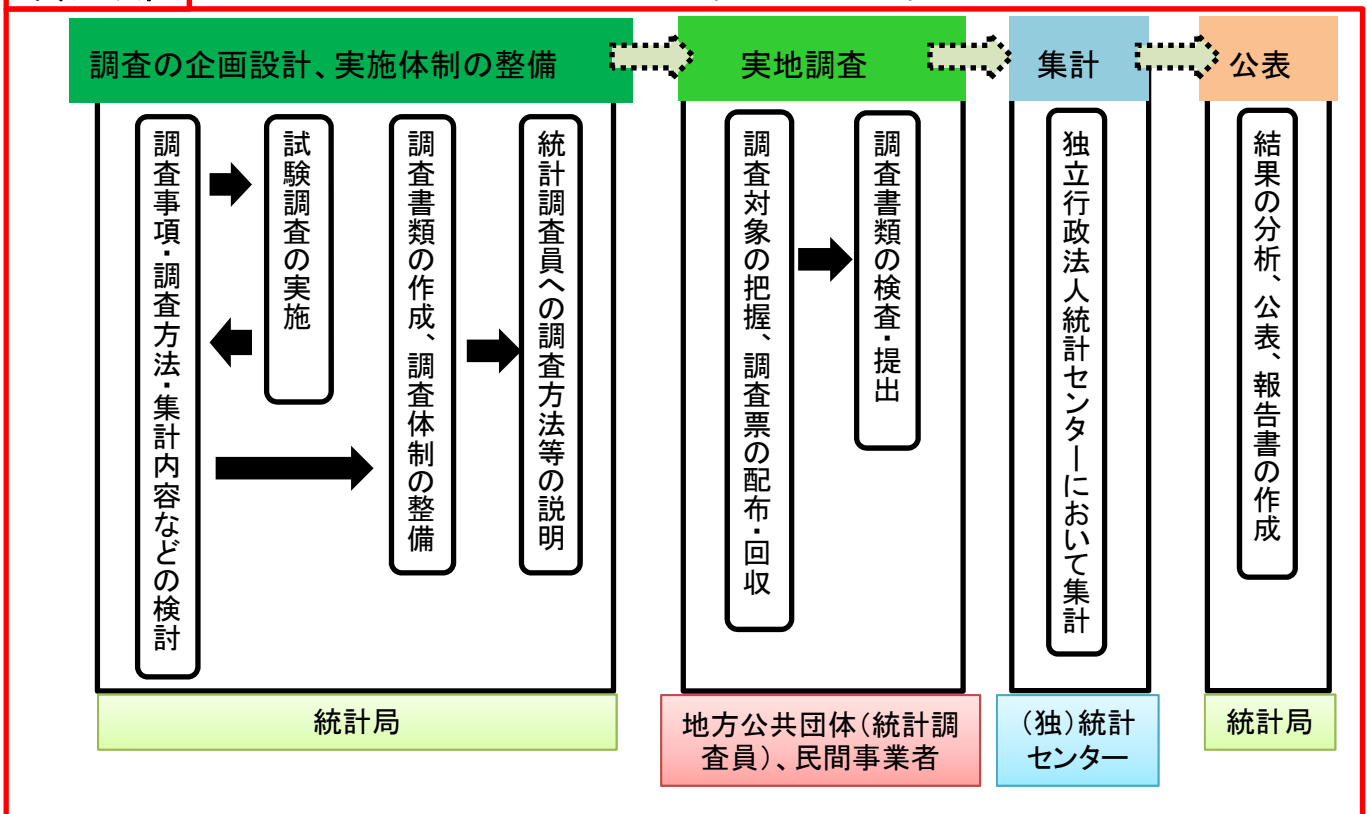 調査の企画設計、実施体制の整備
実地調査
集計
公表
調査事項・調査方法・集計内容などの検討
試験調査の実施
調査書類の作成、調査体制の整備
統計調査員への調査方法等の説明
調査対象の把握、調査票の配布・回収
調査書類の検査・提出
独立行政法人統計センターにおいて集計
結果の分析、公表、報告書の作成
統計局
地方公共団体（統計調
査員）、民間事業者
（独）統計
センター
統計局